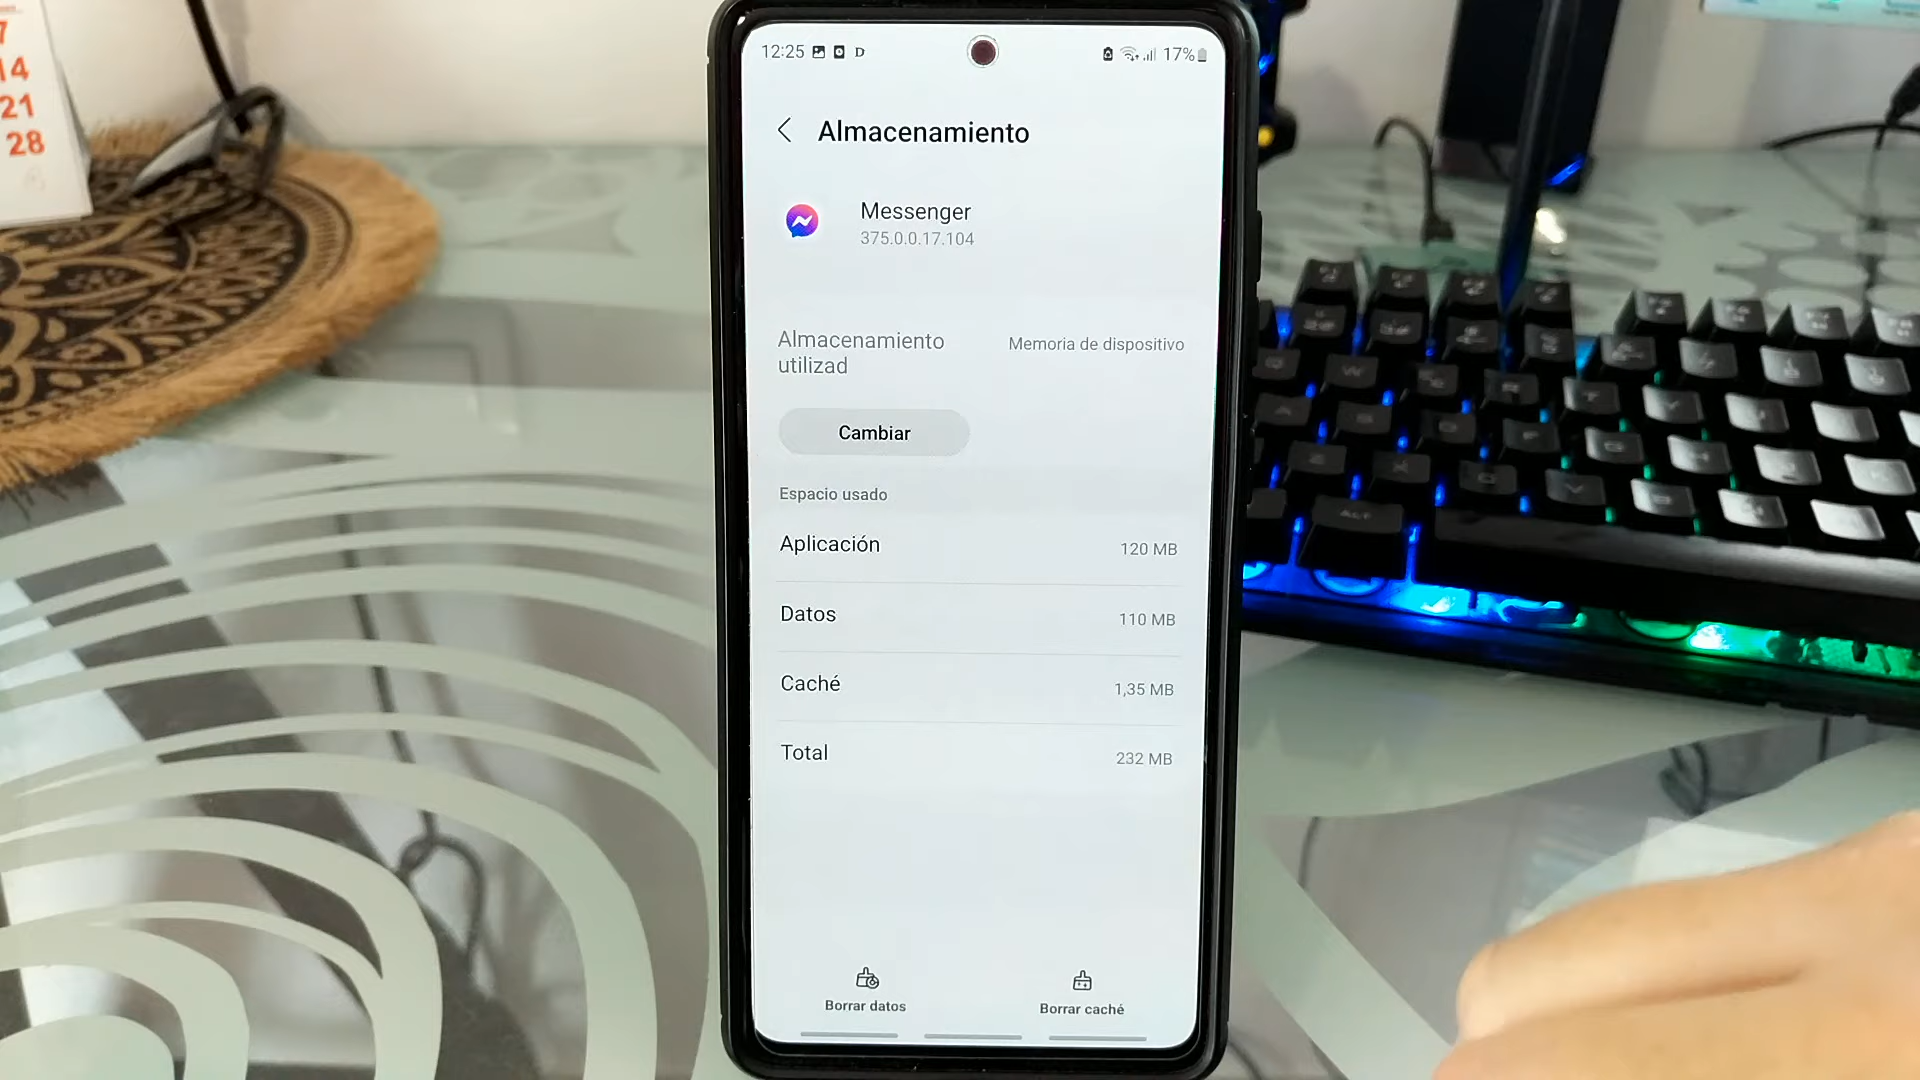 7
14
21
28
12:25 D
17%
Almacenamiento
Messenger
375.0.0.17.104
Almacenamiento
utilizad
Memoria de dispositivo
Cambiar
Espacio usado
Aplicación 120 MB
Datos 110 MB
Caché 1,35 MB
Total 232 MB
Borrar datos
Borrar caché
ALT